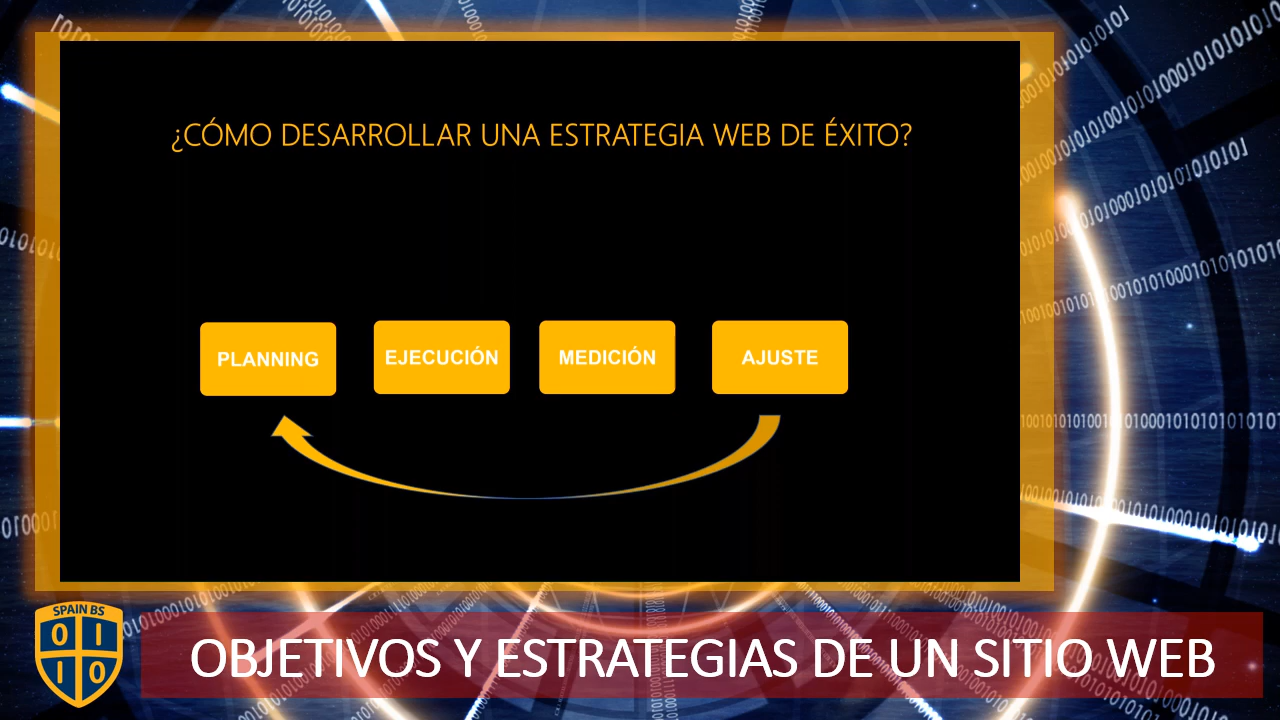 ¿CÓMO DESARROLLAR UNA ESTRATEGIA WEB DE ÉXITO?
PLANNING
EJECUCIÓN
MEDICIÓN
AJUSTE
SPAIN BS
O I
I O
OBJETIVOS Y ESTRATEGIAS DE UN SITIO WEB